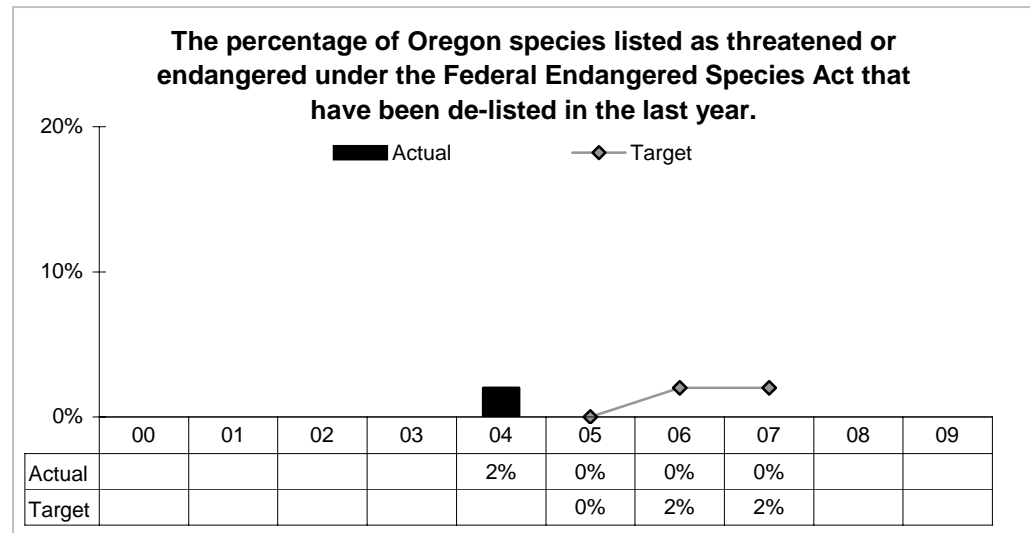 The percentage of Oregon species listed as threatened or
endangered under the Federal Endangered Species Act that
have been de-listed in the last year.
20%
Actual Target
10%
0%
00 01 02 03 04 05 06 07 08 09
Actual 2% 0% 0% 0%
Target 0% 2% 2%